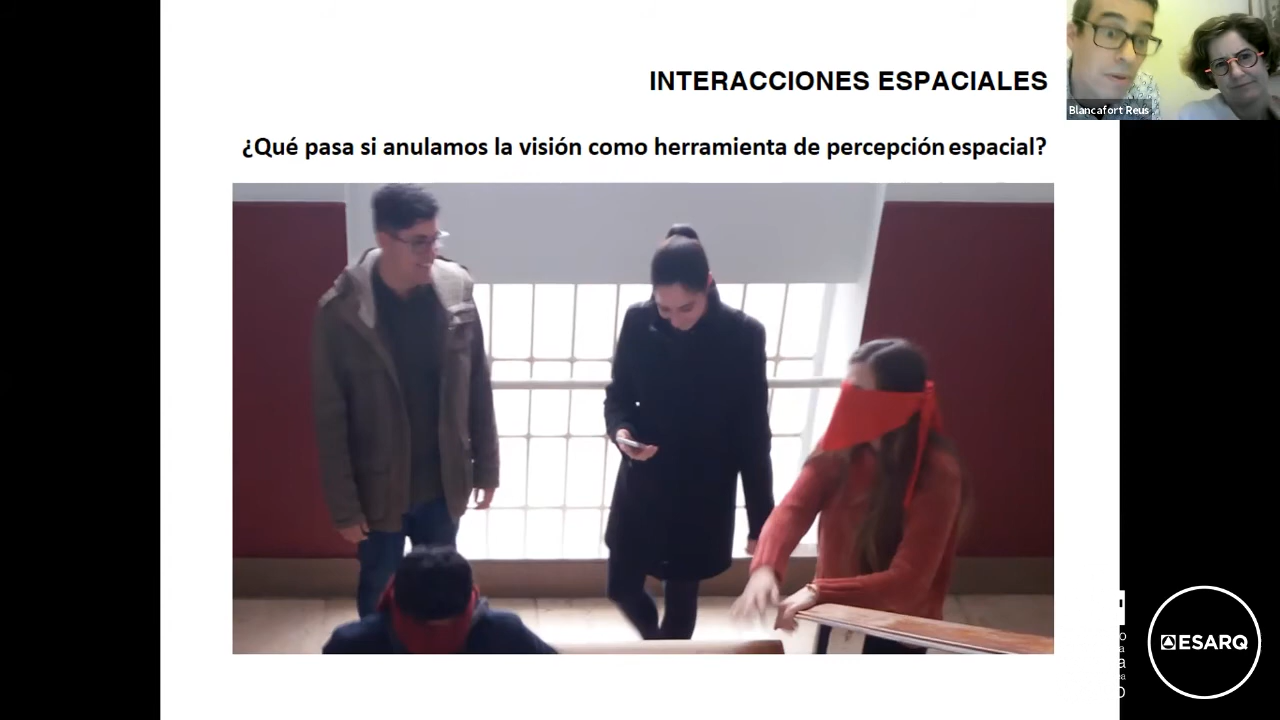 INTERACCIONES ESPACIALES
Blancafort Reus
¿Qué pasa si anulamos la visión como herramienta de percepción espacial?
ESARQ